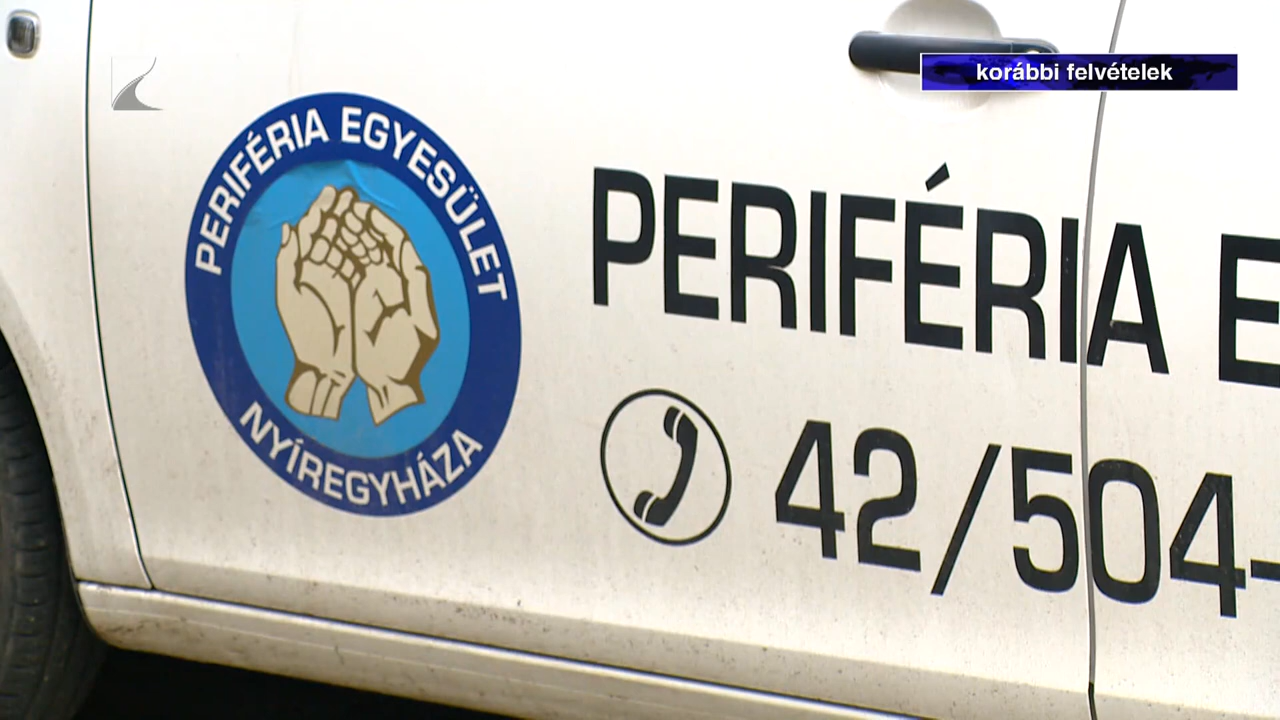 korábbi felvételek
PERIFÉRIA EGYESÜLET
NYÍREGYHÁZA
PERIFÉRIA E
42/504-